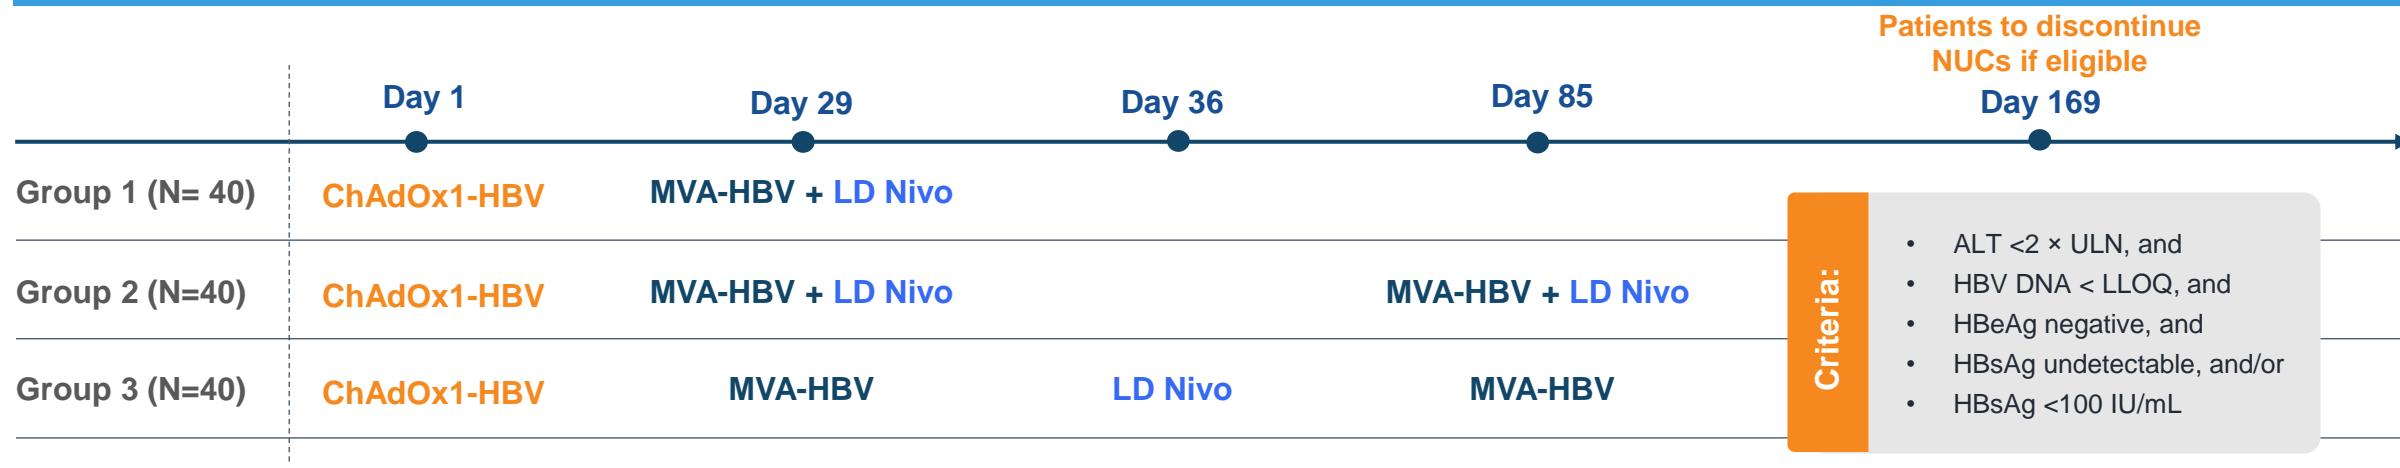 Patients to discontinue
NUCs if eligible
Day 1
Day 29
Day 36
Day 85
Day 169
Group 1 (N= 40)
ChAdOx1-HBV
MVA-HBV + LD Nivo
Group 2 (N=40)
ChAdOx1-HBV
MVA-HBV + LD Nivo
MVA-HBV + LD Nivo
Group 3 (N=40)
ChAdOx1-HBV
MVA-HBV
LD Nivo
MVA-HBV
Criteria:
• ALT <2 × ULN, and
• HBV DNA < LLOQ, and
• HBeAg negative, and
• HBsAg undetectable, and/or
• HBsAg <100 IU/mL